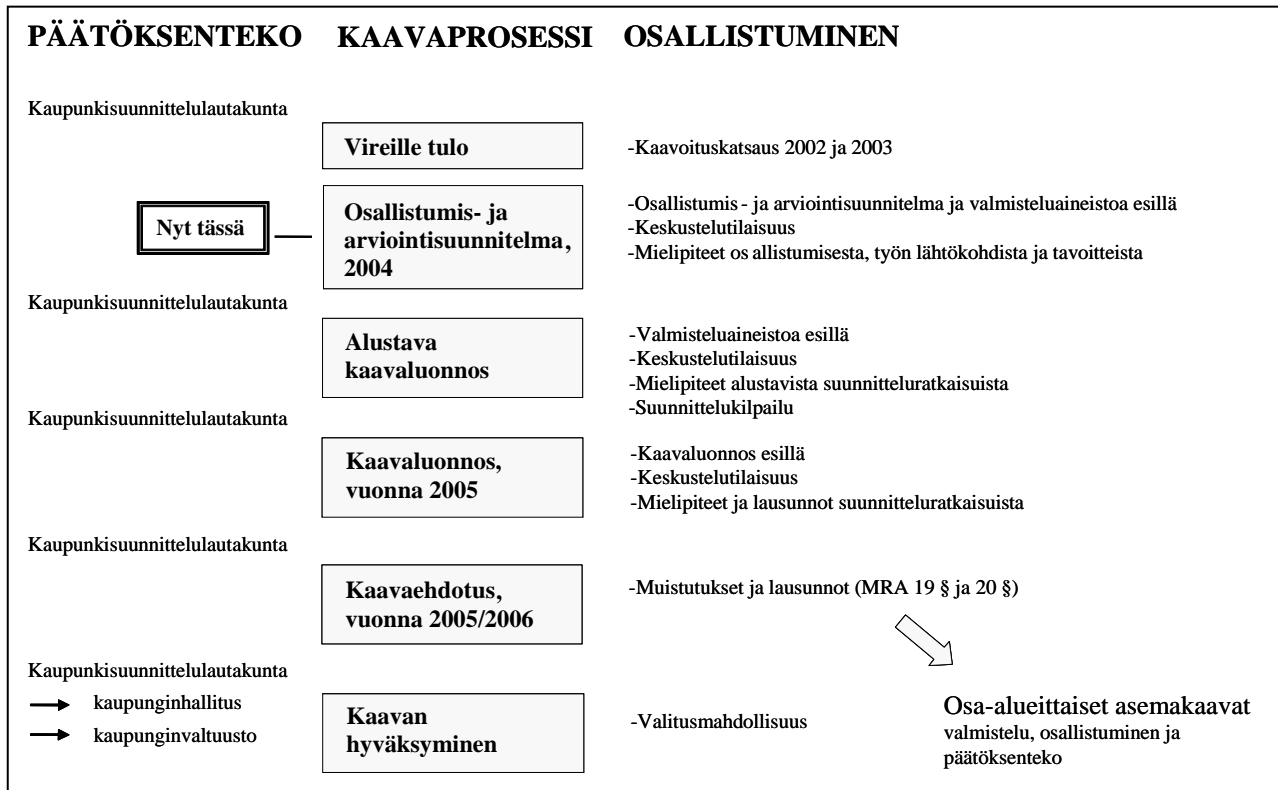 PÄÄTÖKSENTEKO KAAVAPROSESSI OSALLISTUMINEN
Kaupunkisuunnittelulautakunta
Vireille tulo
-Kaavoituskatsaus 2002 ja 2003
Nyt tässä
Osallistumis- ja
arviointisuunnitelma,
2004
-Osallistumis - ja arviointisuunnitelma ja valmisteluaineistoa esillä
-Keskustelutilaisuus
-Mielipiteet os allistumisesta, työn lähtökohdista ja tavoitteista
Kaupunkisuunnittelulautakunta
Alustava
kaavaluonnos
-Valmisteluaineistoa esillä
-Keskustelutilaisuus
-Mielipiteet alustavista suunnitteluratkaisuista
-Suunnittelukilpailu
Kaupunkisuunnittelulautakunta
Kaavaluonnos,
vuonna 2005
-Kaavaluonnos esillä
-Keskustelutilaisuus
-Mielipiteet ja lausunnot suunnitteluratkaisuista
Kaupunkisuunnittelulautakunta
Kaavaehdotus,
vuonna 2005/2006
-Muistutukset ja lausunnot (MRA 19 § ja 20 §)
Kaupunkisuunnittelulautakunta
kaupunginhallitus
kaupunginvaltuusto
Kaavan
hyväksyminen
-Valitusmahdollisuus
Osa-alueittaiset asemakaavat
valmistelu, osallistuminen ja
päätöksenteko